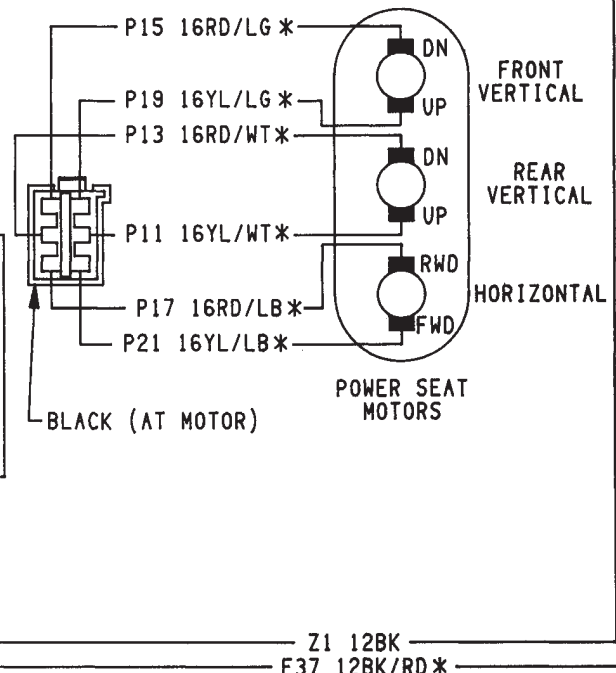 P15 16RD/LG*
DN
FRONT
VERTICAL
P19 16YL/LG*
UP
P13 16RD/WT*
DN
REAR
VERTICAL
UP
P11 16YL/WT*
RWD
HORIZONTAL
P17 16RD/LB*
FWD
P21 16YL/LB*
POWER SEAT
MOTORS
BLACK (AT MOTOR)
Z1 12BK
F37 12BK/RD*